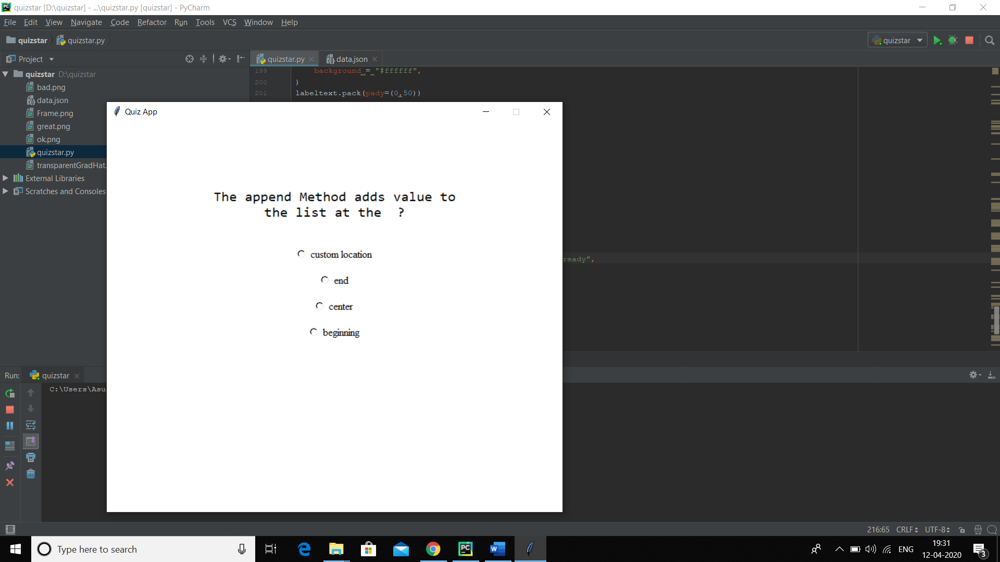 quizstar [D:\quizstar] - ...\quizstar.py [quizstar] - PyCharm
File Edit View Navigate Code Refactor Run Tools VCS Window Help
quizstar quizstar.py quizstar
Project quizstar.py data.json
quizstar D:\quizstar
bad.png
data.json
Frame.png
great.png
ok.png
quizstar.py
transparentGradHat.
External Libraries
Scratches and Consoles
199 background = "#ffffff",
200 )
201 labeltext.pack(pady=(0,50))
ready",
Quiz App
The append Method adds value to
the list at the ?
custom location
end
center
beginning
Run: quizstar
C:\Users\Asu
216:65 CRLF UTF-8
Type here to search
ENG
19:31
12-04-2020
3